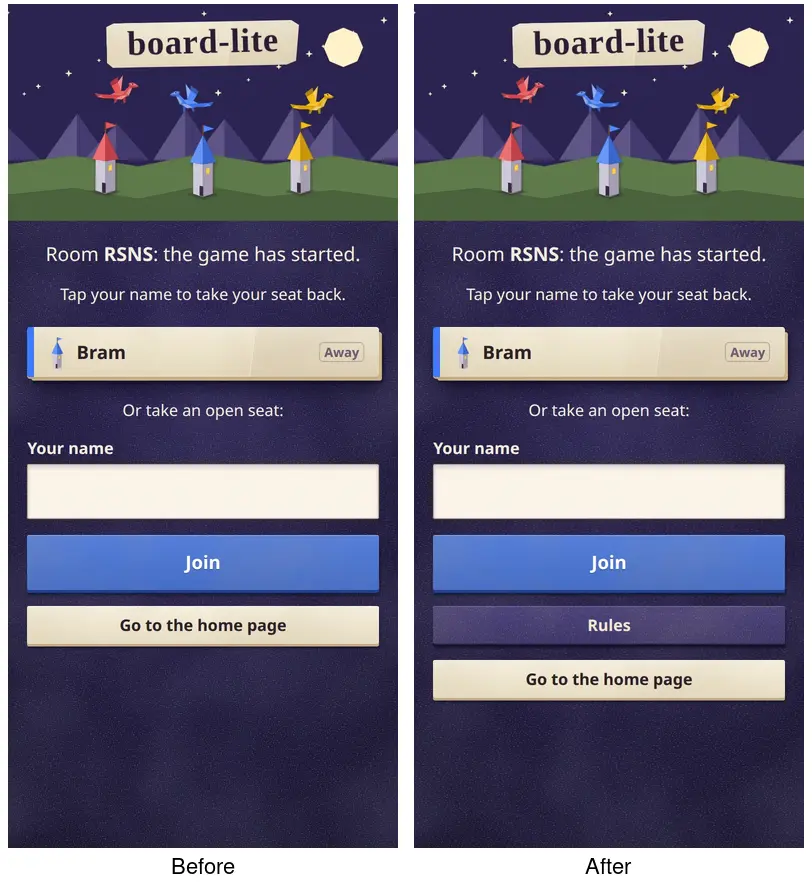 board-lite
Room RSNS: the game has started.
Tap your name to take your seat back.
Bram
Away
Or take an open seat:
Your name
Join
Go to the home page
Before
board-lite
Room RSNS: the game has started.
Tap your name to take your seat back.
Bram
Away
Or take an open seat:
Your name
Join
Rules
Go to the home page
After